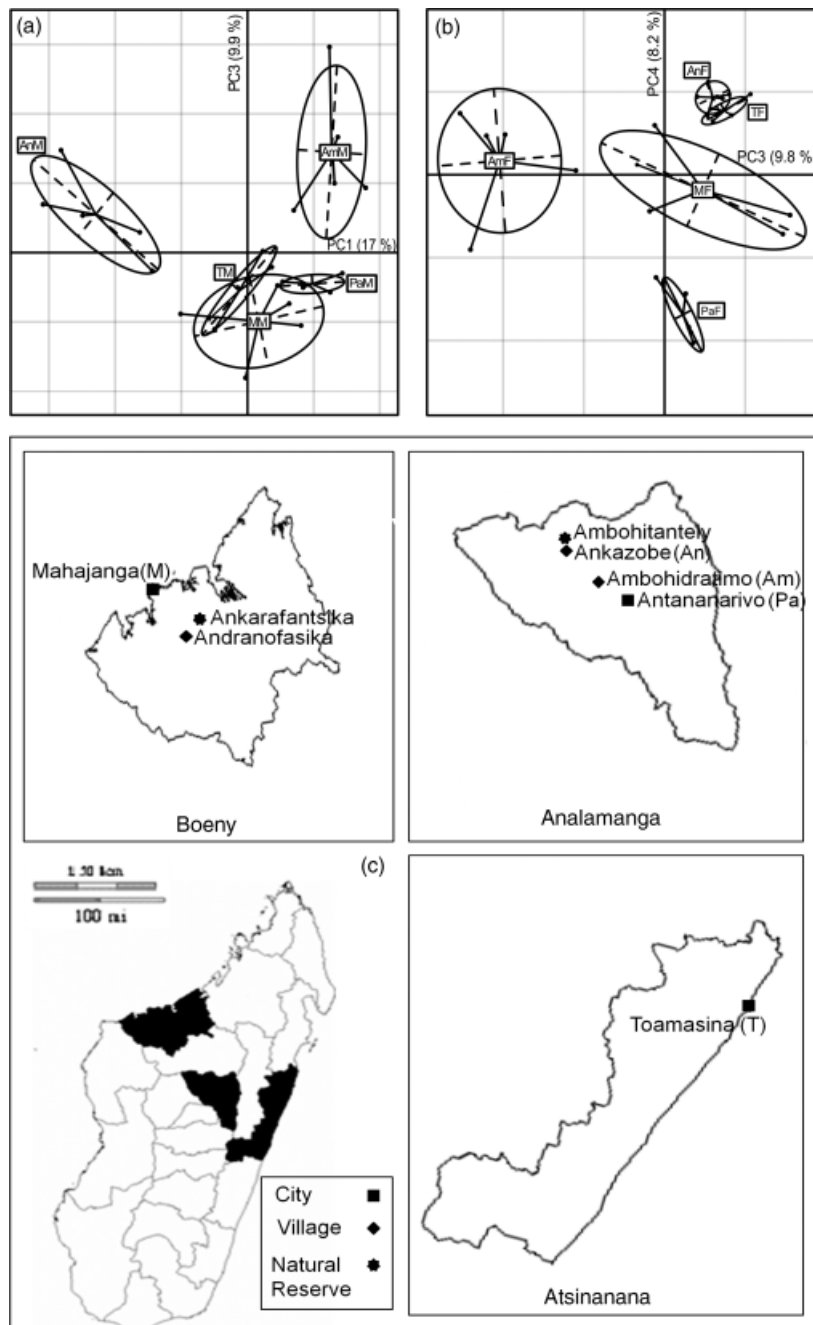 (a)
PC3 (9.9 %)
AnM
AmM
PC1 (17 %)
TM
PaM
MM
(b)
PC4 (8.2 %)
AnF
TF
AmF
PC3 (9.8 %
MF
PaF
Mahajanga(M)
Ankarafantsika
Andranofasika
Boeny
Ambohitantely
Ankazobe (An)
Ambohidratimo (Am)
Antananarivo (Pa)
Analamanga
(c)
100 mi
City
Village
Natural
Reserve
Toamasina (T)
Atsinanana